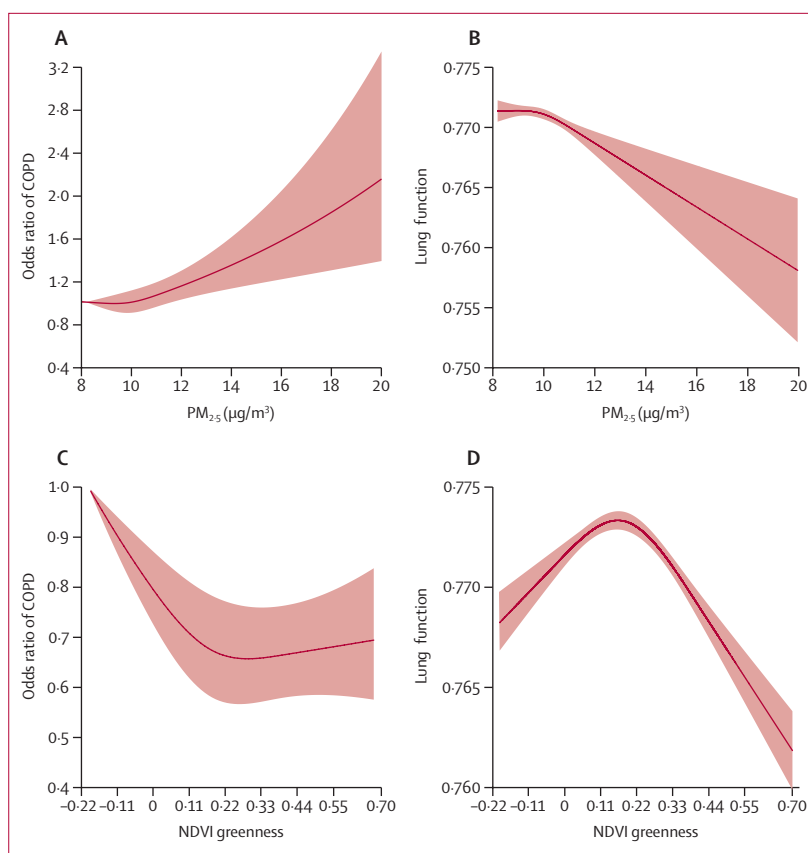 A
Odds ratio of COPD
3·2
2·8
2·4
2·0
1·6
1·2
0·8
0·4
8 10 12 14 16 18 20
PM2·5 (µg/m³)
B
Lung function
0·775
0·770
0·765
0·760
0·755
0·750
8 10 12 14 16 18 20
PM2·5 (µg/m³)
C
Odds ratio of COPD
1·0
0·9
0·8
0·7
0·6
0·5
0·4
−0·22 −0·11 0 0·11 0·22 0·33 0·44 0·55 0·70
NDVI greenness
D
Lung function
0·775
0·770
0·765
0·760
−0·22 −0·11 0 0·11 0·22 0·33 0·44 0·55 0·70
NDVI greenness